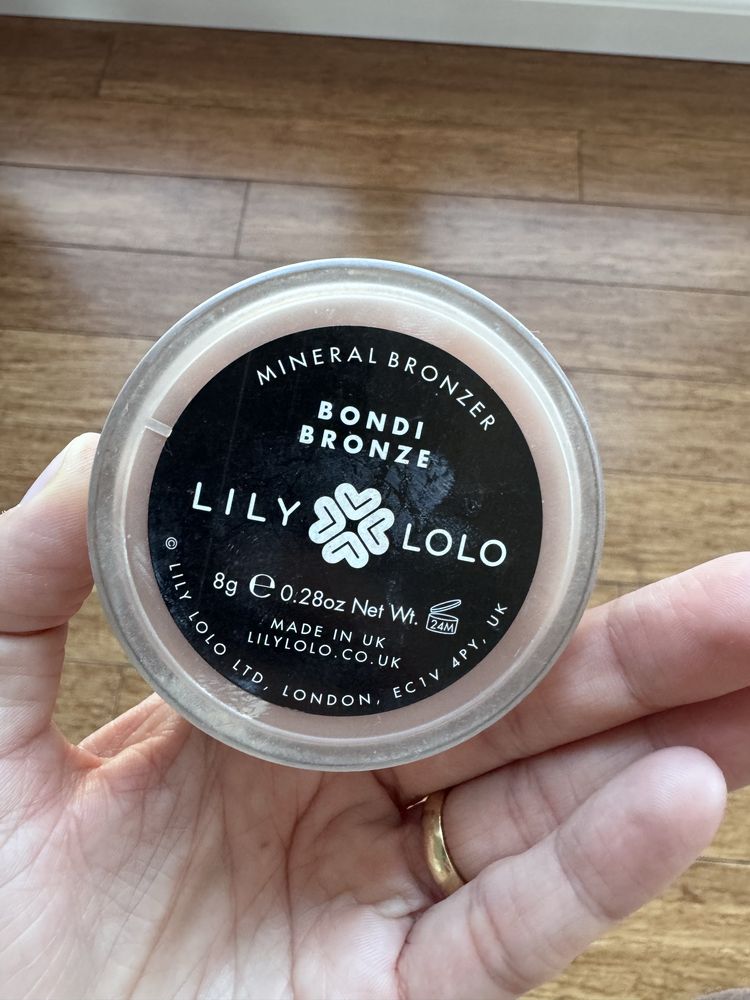 MINERAL BRONZER
BONDI
BRONZE
LILY LOLO
8g ℮ 0.28oz Net Wt. 24M
MADE IN UK
LILYLOLO.CO.UK
© LILY LOLO LTD, LONDON, EC1V 4PY, UK